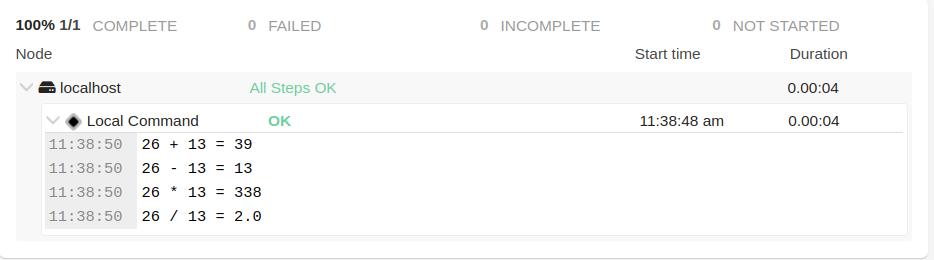 100% 1/1 COMPLETE 0 FAILED 0 INCOMPLETE 0 NOT STARTED
Node Start time Duration
localhost All Steps OK 0.00:04
Local Command OK 11:38:48 am 0.00:04
11:38:50 26 + 13 = 39
11:38:50 26 - 13 = 13
11:38:50 26 * 13 = 338
11:38:50 26 / 13 = 2.0